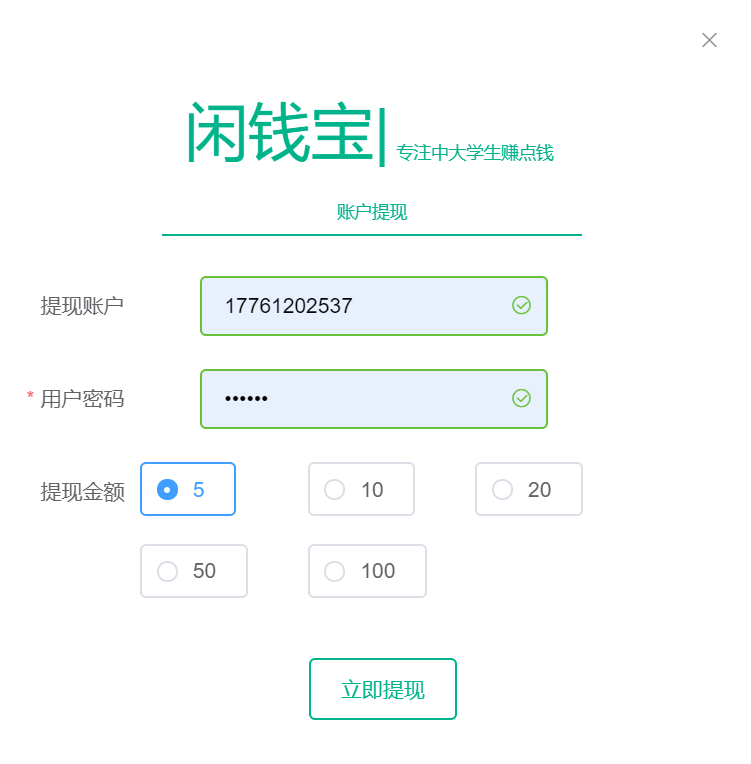 闲钱宝| 专注中大学生赚点钱
账户提现
提现账户 17761202537
* 用户密码 ••••••
提现金额 5 10 20
50 100
立即提现